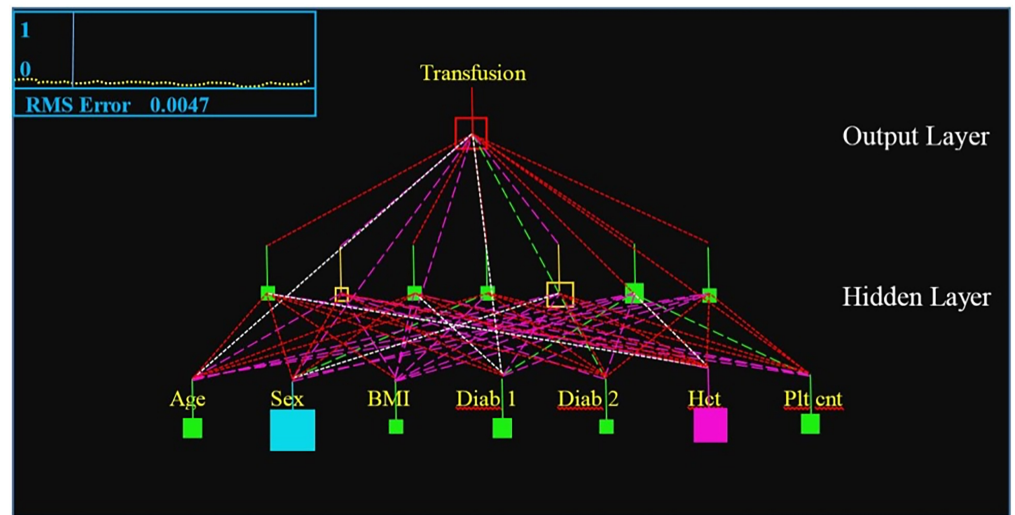 1
0
RMS Error 0.0047
Transfusion
Output Layer
Hidden Layer
Age Sex BMI Diab 1 Diab 2 Hct Plt cnt